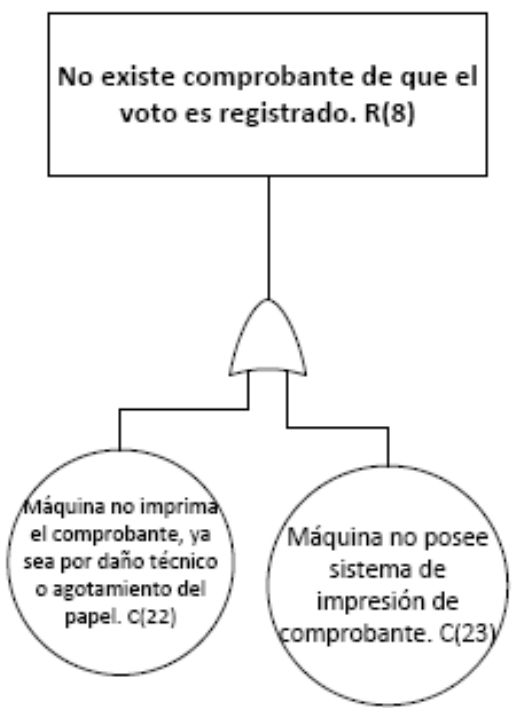 No existe comprobante de que el
voto es registrado. R(8)
Máquina no imprima
el comprobante, ya
sea por daño técnico
o agotamiento del
papel. C(22)
Máquina no posee
sistema de
impresión de
comprobante. C(23)